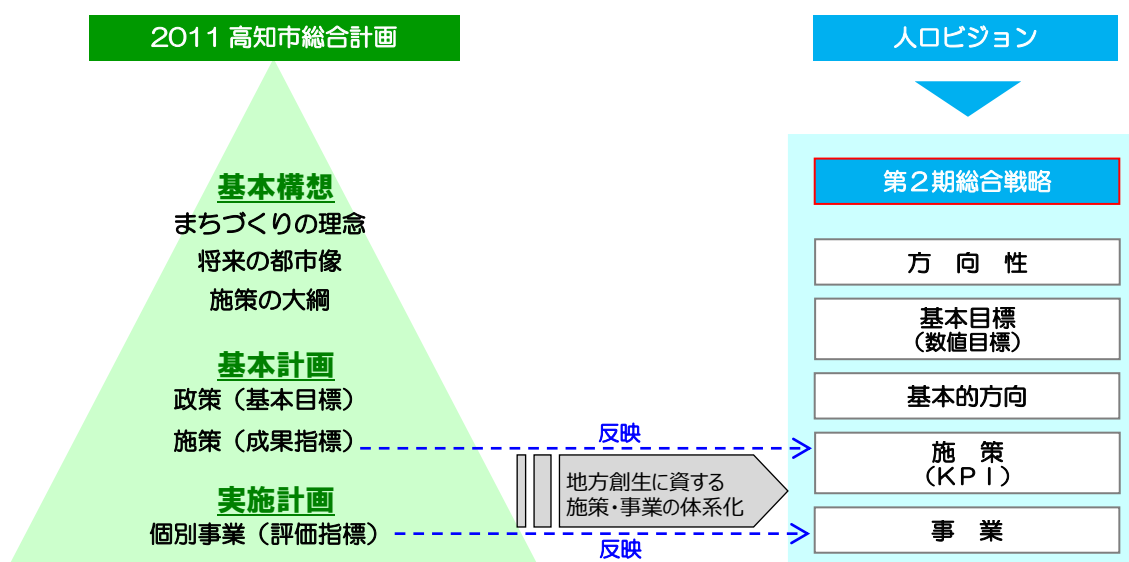 2011 高知市総合計画
基本構想
まちづくりの理念
将来の都市像
施策の大綱
基本計画
政策（基本目標）
施策（成果指標）
実施計画
個別事業（評価指標）
反映
地方創生に資する
施策・事業の体系化
反映
人口ビジョン
第２期総合戦略
方　向　性
基本目標
（数値目標）
基本的方向
施　策
（ＫＰＩ）
事　業